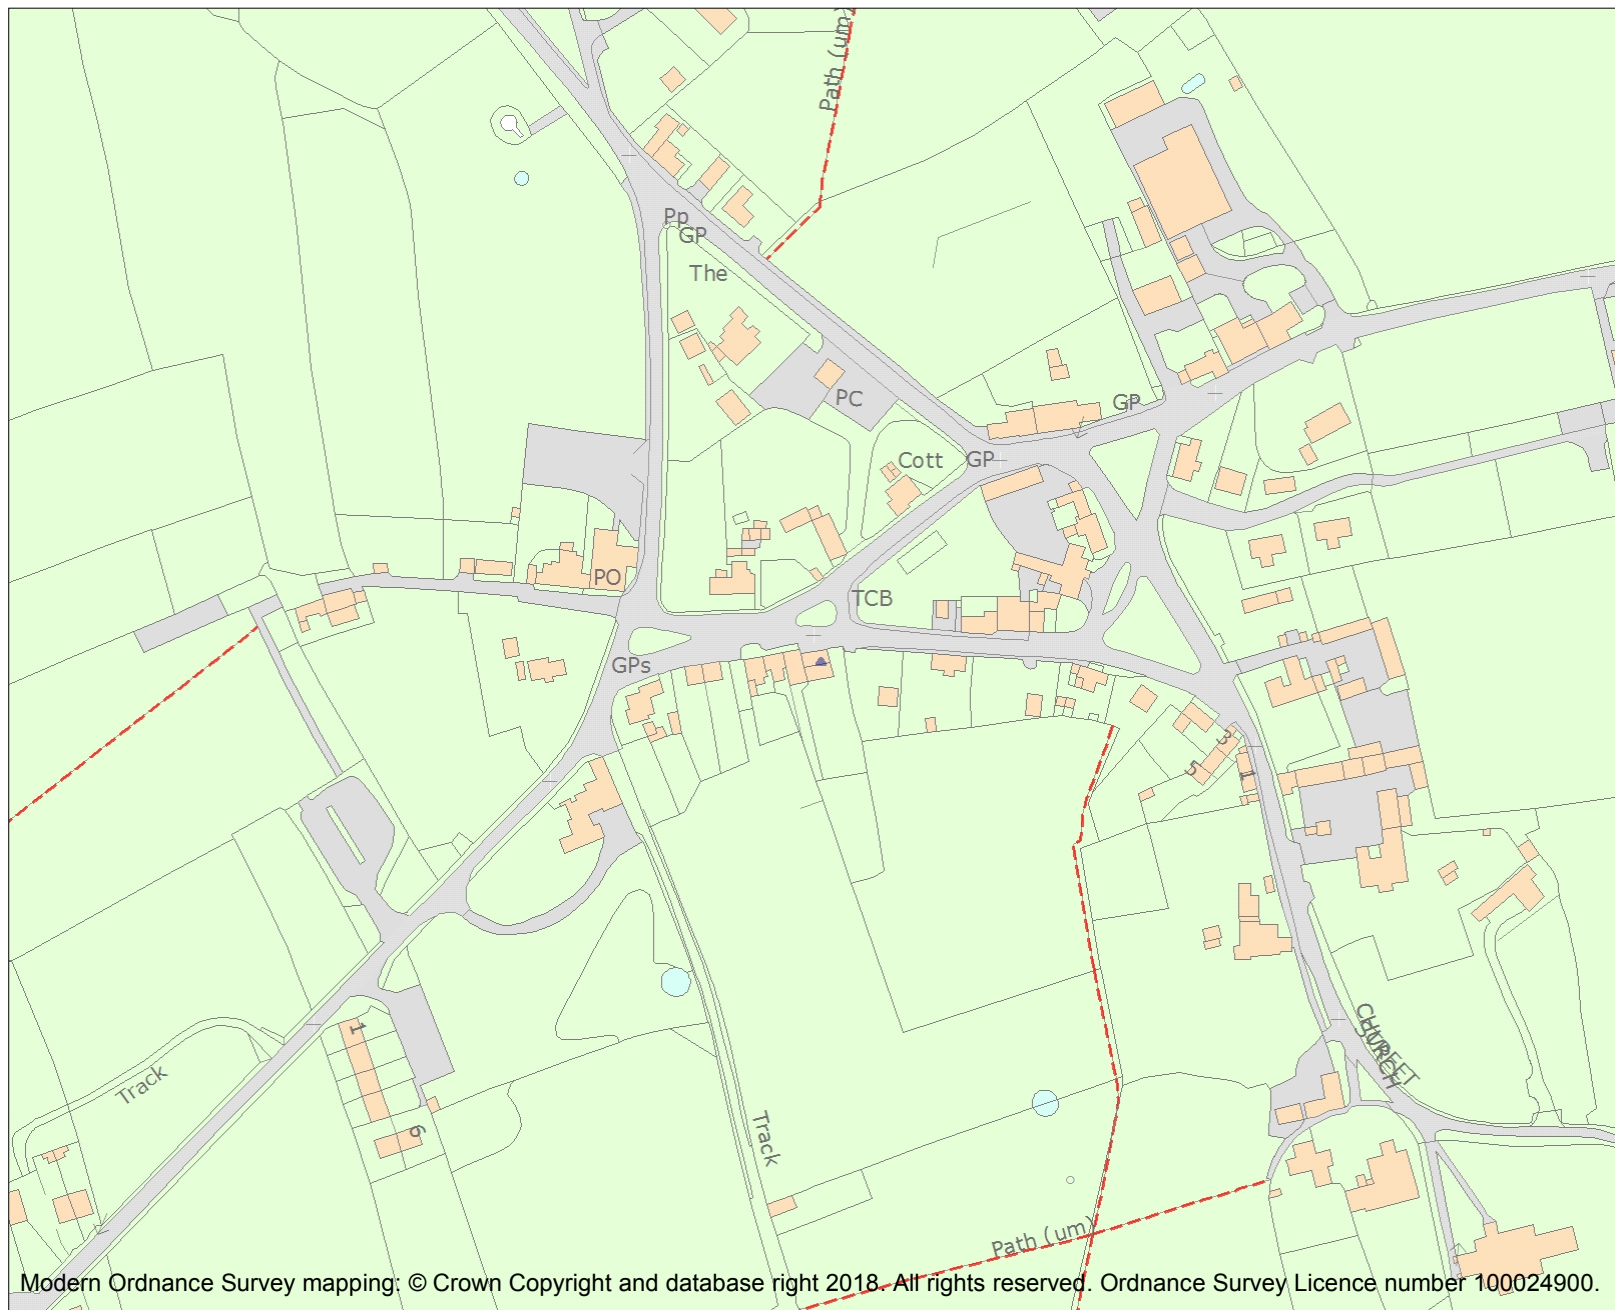 Path (um)
Pp
GP
The
PC
GP
Cott
GP
PO
TCB
GPs
3
5
1
CHURCH
STREET
1
Track
6
Track
Path (um)
Modern Ordnance Survey mapping: © Crown Copyright and database right 2018. All rights reserved. Ordnance Survey Licence number 100024900.